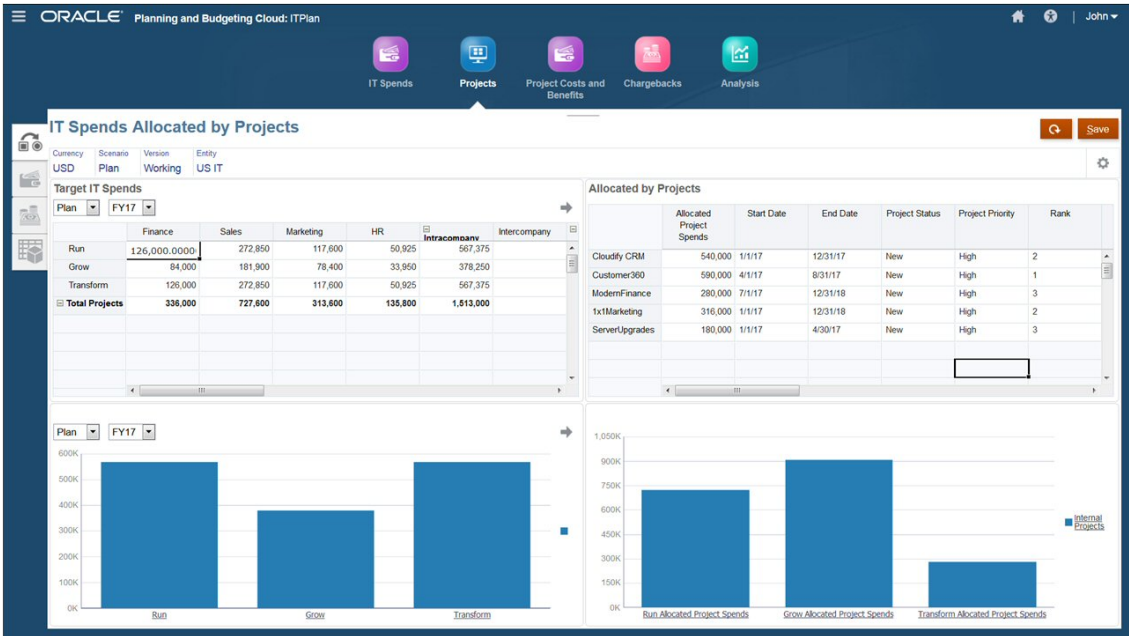 ORACLE Planning and Budgeting Cloud: ITPlan
John
IT Spends
Projects
Project Costs and
Benefits
Chargebacks
Analysis
IT Spends Allocated by Projects
Save
Currency Scenario Version Entity
USD Plan Working US IT
Target IT Spends
Plan FY17
Finance Sales Marketing HR Intracompany Intercompany
Run 126,000.0000 272,850 117,600 50,925 567,375
Grow 84,000 181,900 78,400 33,950 378,250
Transform 126,000 272,850 117,600 50,925 567,375
Total Projects 336,000 727,600 313,600 135,800 1,513,000
Allocated by Projects
Allocated
Project
Spends
Start Date End Date Project Status Project Priority Rank
Cloudify CRM 540,000 1/1/17 12/31/17 New High 2
Customer360 590,000 4/1/17 8/31/17 New High 1
ModernFinance 280,000 7/1/17 12/31/18 New High 3
1x1Marketing 316,000 1/1/17 12/31/18 New High 2
ServerUpgrades 180,000 1/1/17 4/30/17 New High 3
Plan FY17
600K
500K
400K
300K
200K
100K
0K
Run Grow Transform
1,050K
900K
750K
600K
450K
300K
150K
0K
Run Allocated Project Spends Grow Allocated Project Spends Transform Allocated Project Spends
Internal
Projects